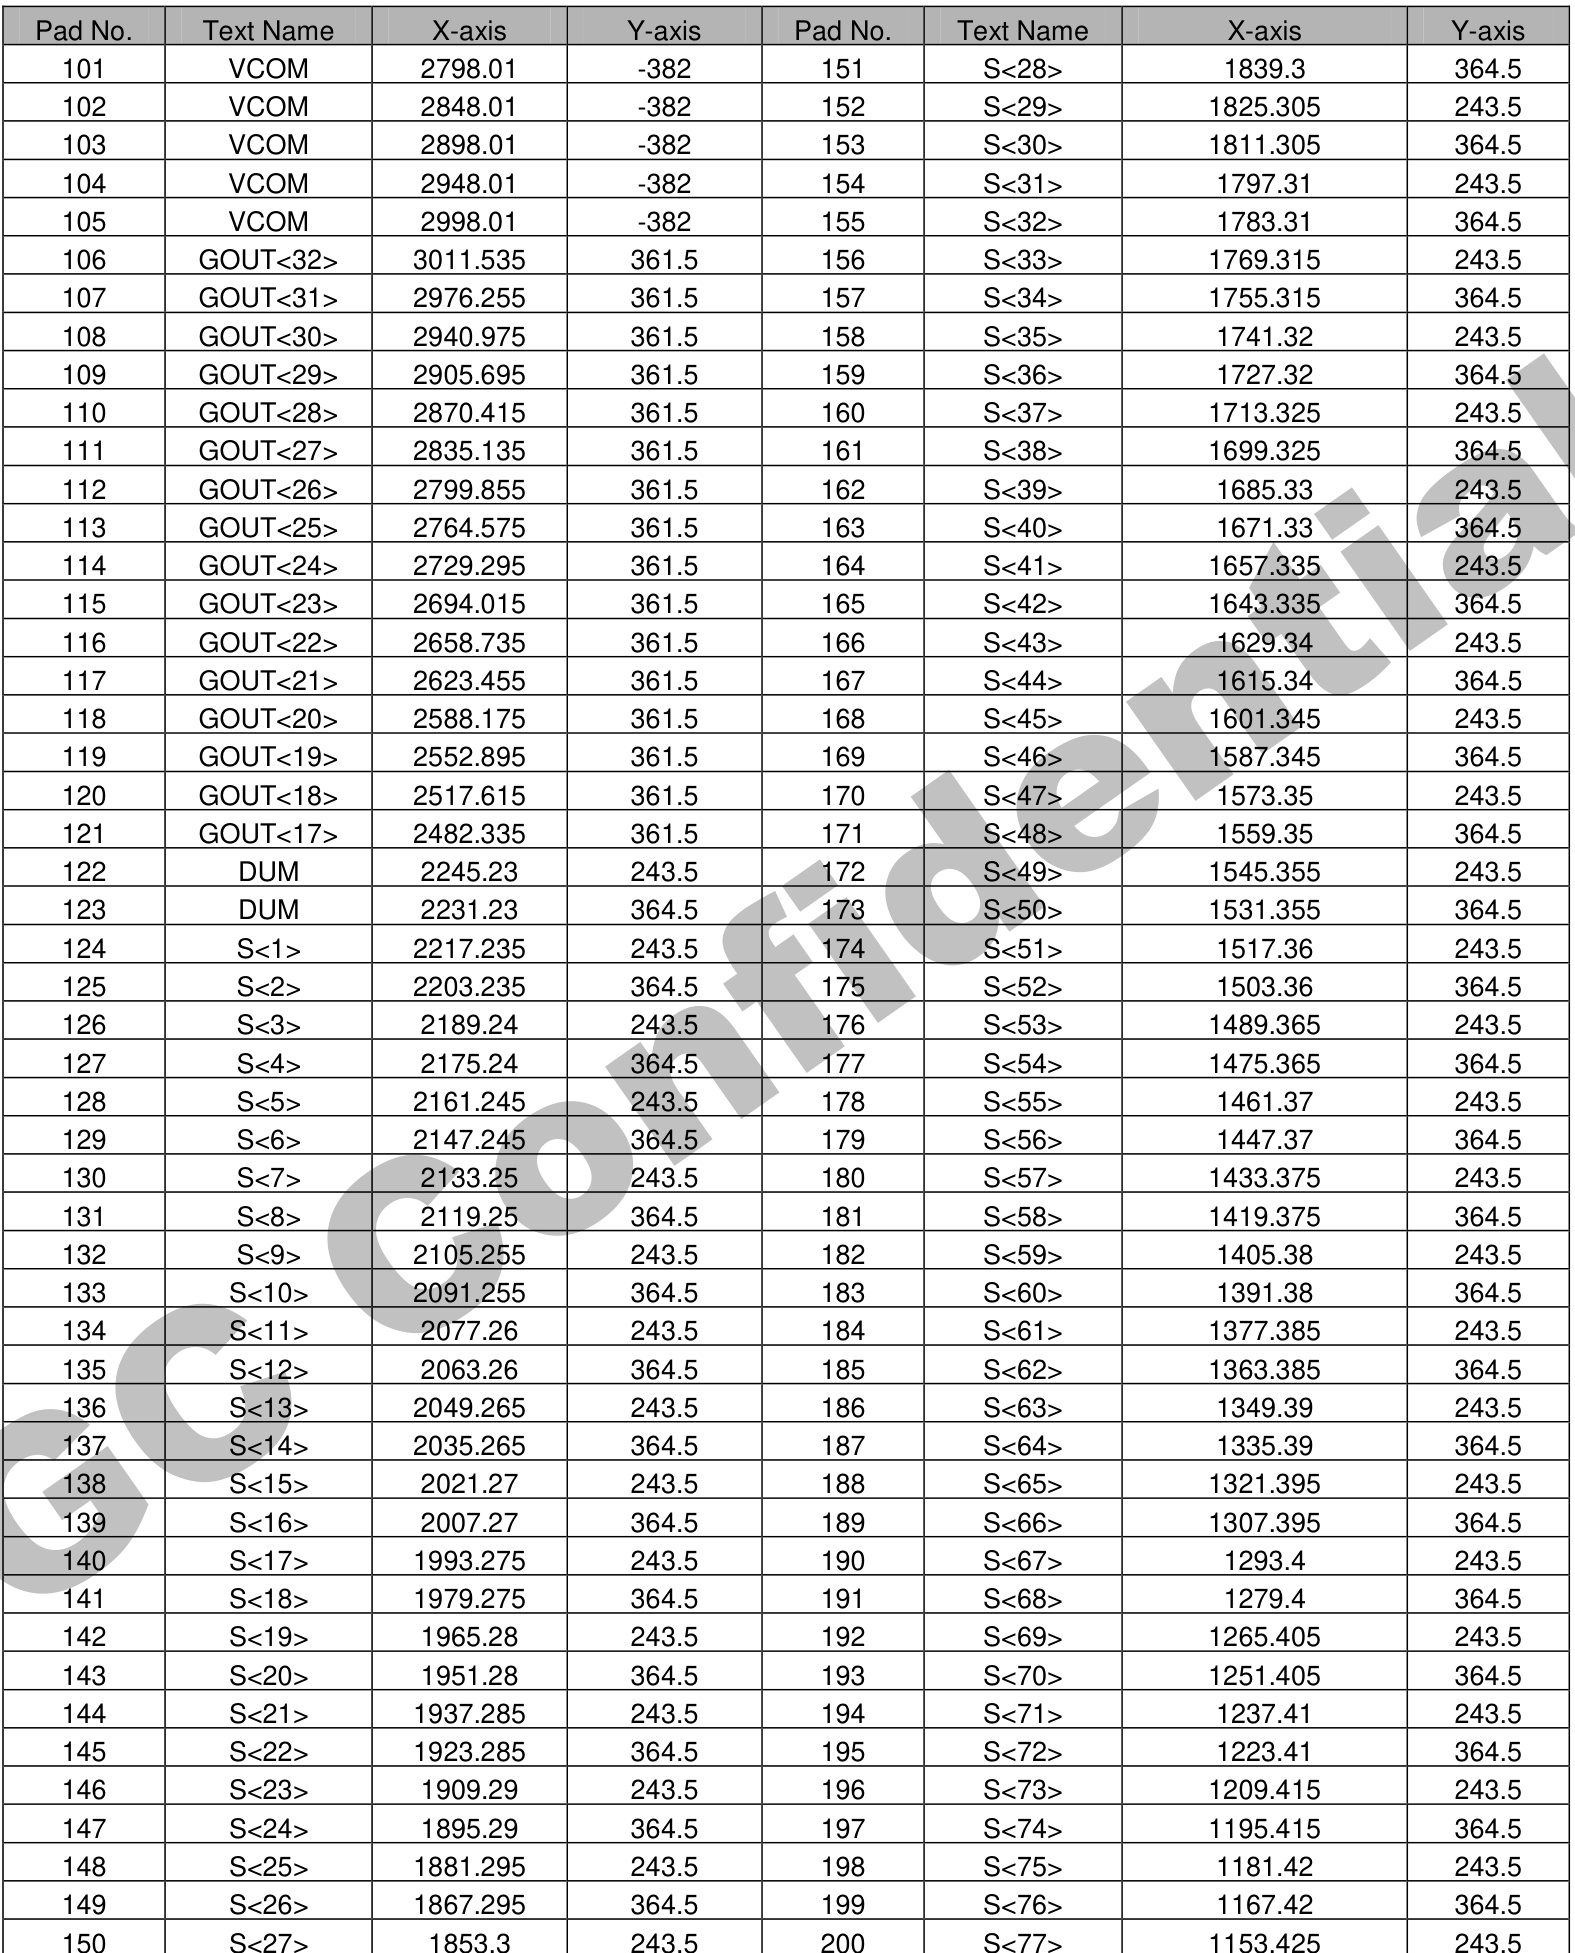 Pad No. Text Name X-axis Y-axis Pad No. Text Name X-axis Y-axis
101 VCOM 2798.01 -382 151 S<28> 1839.3 364.5
102 VCOM 2848.01 -382 152 S<29> 1825.305 243.5
103 VCOM 2898.01 -382 153 S<30> 1811.305 364.5
104 VCOM 2948.01 -382 154 S<31> 1797.31 243.5
105 VCOM 2998.01 -382 155 S<32> 1783.31 364.5
106 GOUT<32> 3011.535 361.5 156 S<33> 1769.315 243.5
107 GOUT<31> 2976.255 361.5 157 S<34> 1755.315 364.5
108 GOUT<30> 2940.975 361.5 158 S<35> 1741.32 243.5
109 GOUT<29> 2905.695 361.5 159 S<36> 1727.32 364.5
110 GOUT<28> 2870.415 361.5 160 S<37> 1713.325 243.5
111 GOUT<27> 2835.135 361.5 161 S<38> 1699.325 364.5
112 GOUT<26> 2799.855 361.5 162 S<39> 1685.33 243.5
113 GOUT<25> 2764.575 361.5 163 S<40> 1671.33 364.5
114 GOUT<24> 2729.295 361.5 164 S<41> 1657.335 243.5
115 GOUT<23> 2694.015 361.5 165 S<42> 1643.335 364.5
116 GOUT<22> 2658.735 361.5 166 S<43> 1629.34 243.5
117 GOUT<21> 2623.455 361.5 167 S<44> 1615.34 364.5
118 GOUT<20> 2588.175 361.5 168 S<45> 1601.345 243.5
119 GOUT<19> 2552.895 361.5 169 S<46> 1587.345 364.5
120 GOUT<18> 2517.615 361.5 170 S<47> 1573.35 243.5
121 GOUT<17> 2482.335 361.5 171 S<48> 1559.35 364.5
122 DUM 2245.23 243.5 172 S<49> 1545.355 243.5
123 DUM 2231.23 364.5 173 S<50> 1531.355 364.5
124 S<1> 2217.235 243.5 174 S<51> 1517.36 243.5
125 S<2> 2203.235 364.5 175 S<52> 1503.36 364.5
126 S<3> 2189.24 243.5 176 S<53> 1489.365 243.5
127 S<4> 2175.24 364.5 177 S<54> 1475.365 364.5
128 S<5> 2161.245 243.5 178 S<55> 1461.37 243.5
129 S<6> 2147.245 364.5 179 S<56> 1447.37 364.5
130 S<7> 2133.25 243.5 180 S<57> 1433.375 243.5
131 S<8> 2119.25 364.5 181 S<58> 1419.375 364.5
132 S<9> 2105.255 243.5 182 S<59> 1405.38 243.5
133 S<10> 2091.255 364.5 183 S<60> 1391.38 364.5
134 S<11> 2077.26 243.5 184 S<61> 1377.385 243.5
135 S<12> 2063.26 364.5 185 S<62> 1363.385 364.5
136 S<13> 2049.265 243.5 186 S<63> 1349.39 243.5
137 S<14> 2035.265 364.5 187 S<64> 1335.39 364.5
138 S<15> 2021.27 243.5 188 S<65> 1321.395 243.5
139 S<16> 2007.27 364.5 189 S<66> 1307.395 364.5
140 S<17> 1993.275 243.5 190 S<67> 1293.4 243.5
141 S<18> 1979.275 364.5 191 S<68> 1279.4 364.5
142 S<19> 1965.28 243.5 192 S<69> 1265.405 243.5
143 S<20> 1951.28 364.5 193 S<70> 1251.405 364.5
144 S<21> 1937.285 243.5 194 S<71> 1237.41 243.5
145 S<22> 1923.285 364.5 195 S<72> 1223.41 364.5
146 S<23> 1909.29 243.5 196 S<73> 1209.415 243.5
147 S<24> 1895.29 364.5 197 S<74> 1195.415 364.5
148 S<25> 1881.295 243.5 198 S<75> 1181.42 243.5
149 S<26> 1867.295 364.5 199 S<76> 1167.42 364.5
150 S<27> 1853.3 243.5 200 S<77> 1153.425 243.5
GC Confidential